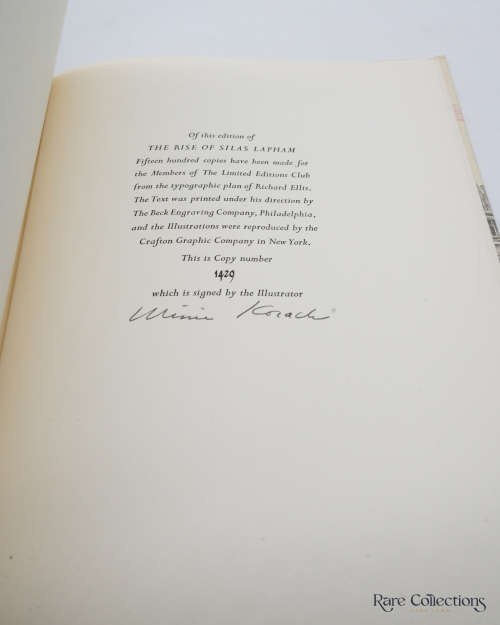 Of this edition of
THE RISE OF SILAS LAPHAM
Fifteen hundred copies have been made for
the Members of The Limited Editions Club
from the typographic plan of Richard Ellis.
The Text was printed under his direction by
The Beck Engraving Company, Philadelphia,
and the Illustrations were reproduced by the
Crafton Graphic Company in New York.
This is Copy number
1429
which is signed by the Illustrator
Mimi Korach
Rare Collections